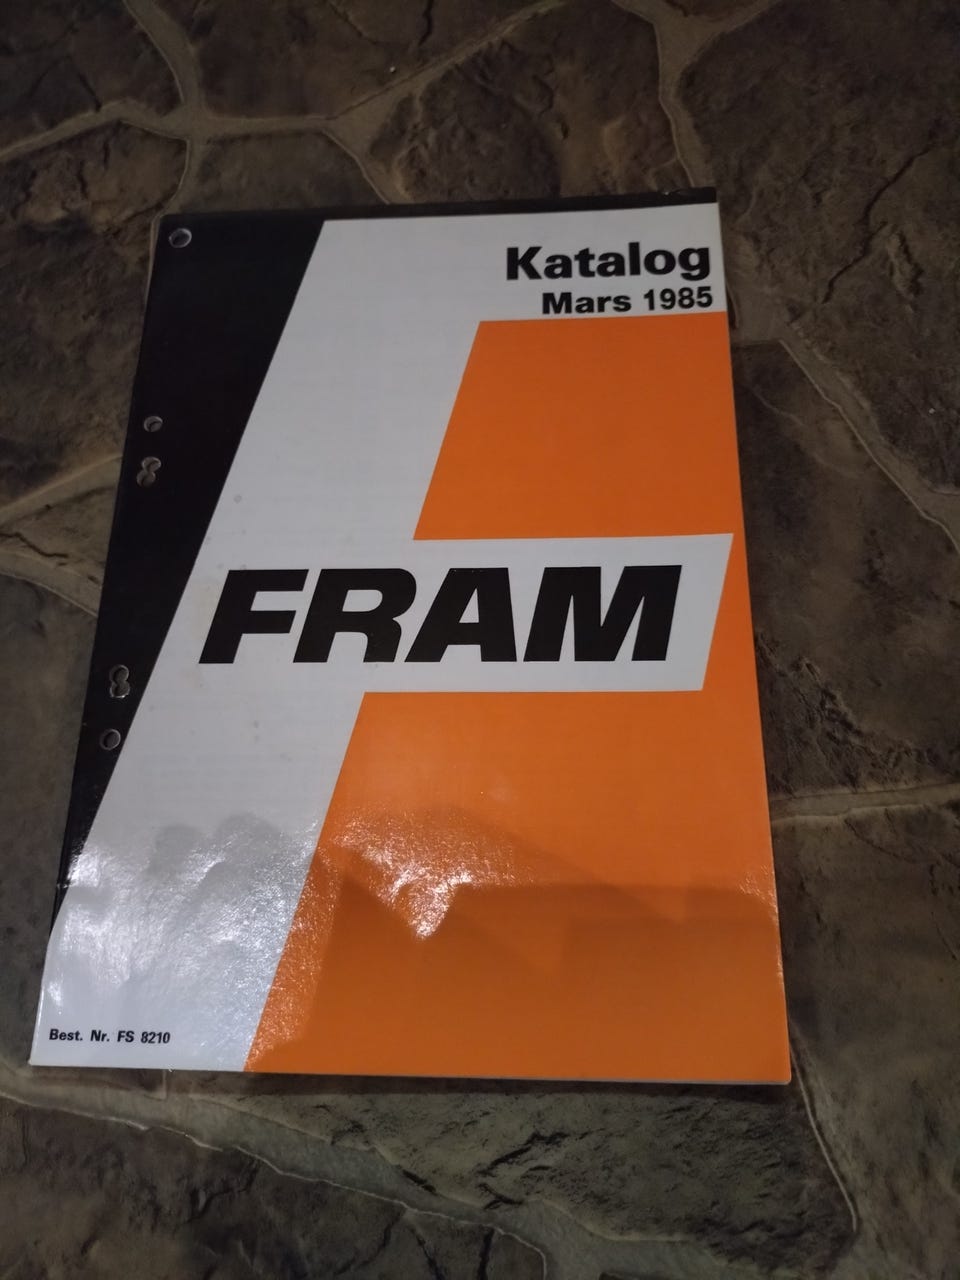 Katalog
Mars 1985
FRAM
Best. Nr. FS 8210